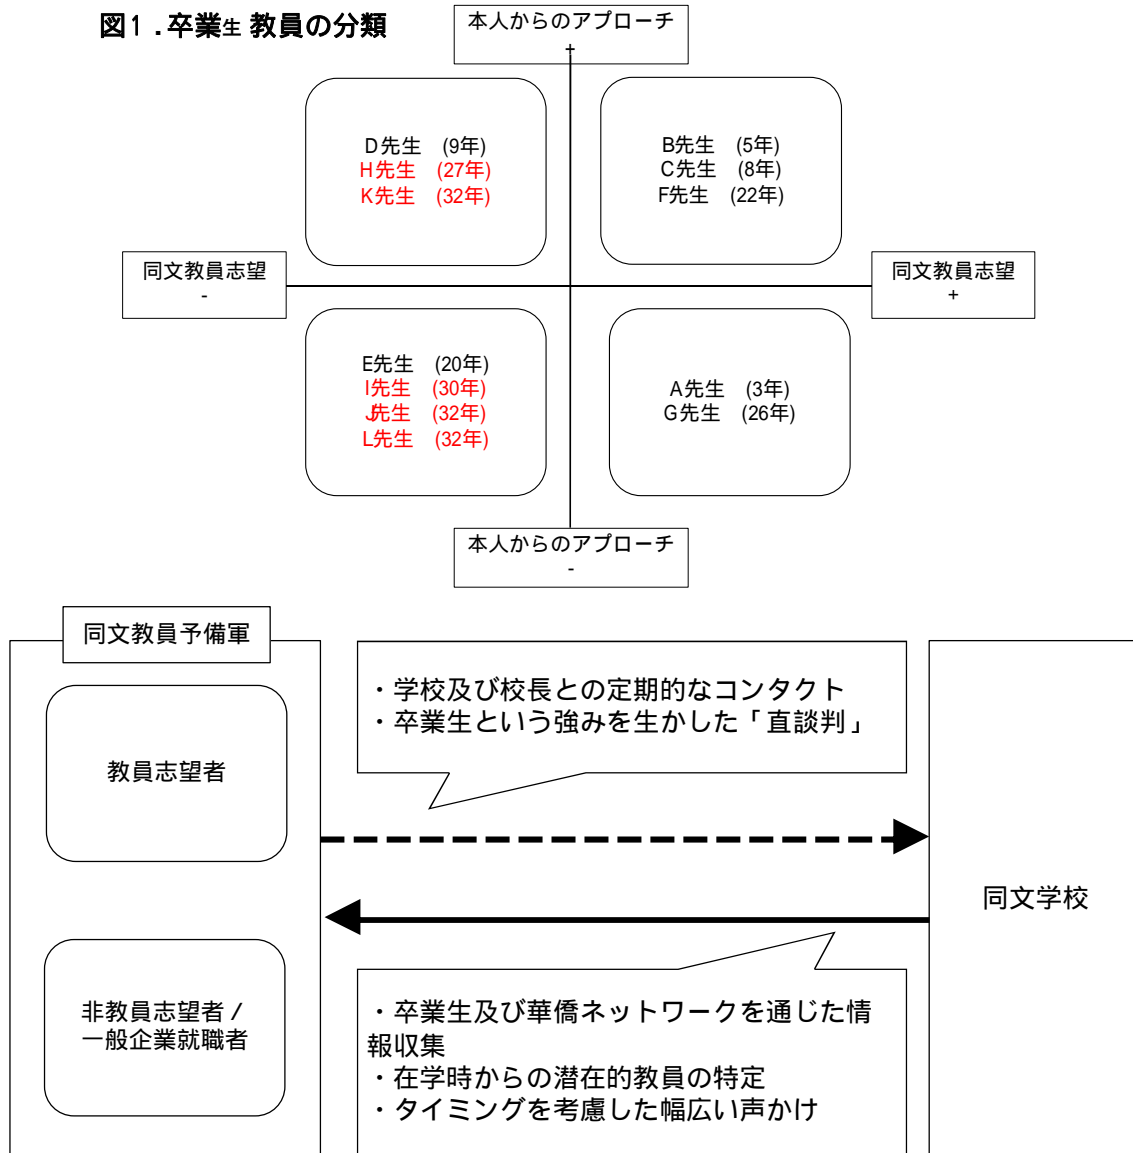 図1．卒業生 教員の分類
本人からのアプローチ
+
D先生 (9年)
H先生 (27年)
K先生 (32年)
B先生 (5年)
C先生 (8年)
F先生 (22年)
同文教員志望
-
同文教員志望
+
E先生 (20年)
I先生 (30年)
J先生 (32年)
L先生 (32年)
A先生 (3年)
G先生 (26年)
本人からのアプローチ
-
同文教員予備軍
・学校及び校長との定期的なコンタクト
・卒業生という強みを生かした「直談判」
教員志望者
同文学校
非教員志望者 /
一般企業就職者
・卒業生及び華僑ネットワークを通じた情
報収集
・在学時からの潜在的教員の特定
・タイミングを考慮した幅広い声かけ